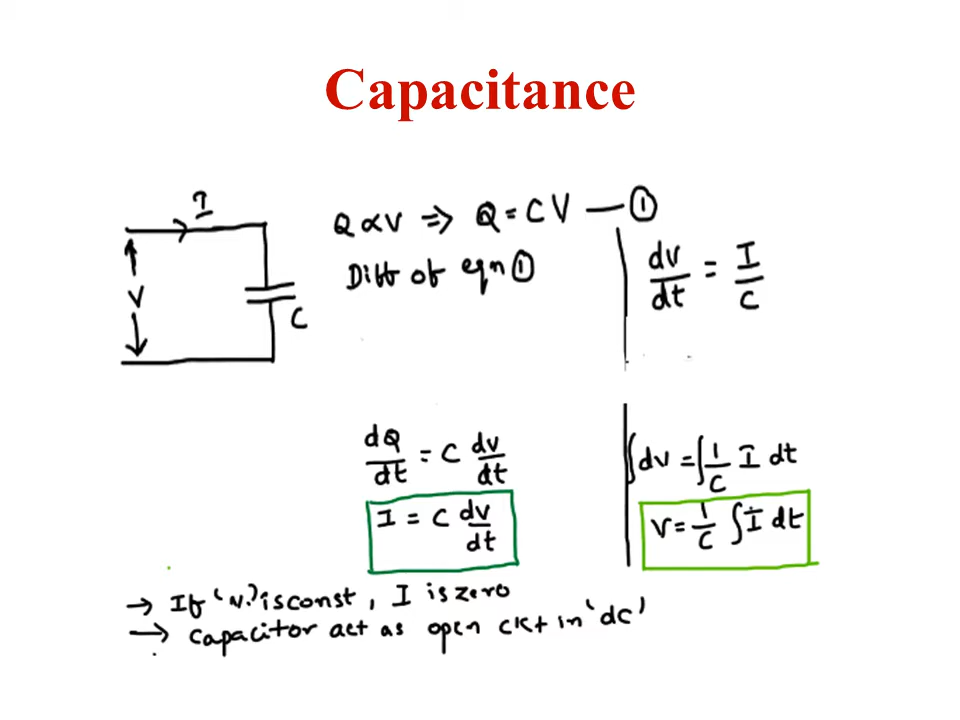 Capacitance
I
V
C
Q ∝ V ⇒ Q = CV — ①
Diff of eqn ①
dQ/dt = C dv/dt
I = C dv/dt
dv/dt = I/C
∫dv = ∫ 1/C I dt
V = 1/C ∫ I dt
→ If 'V' is const, I is zero
→ Capacitor act as open ckt in 'dc'